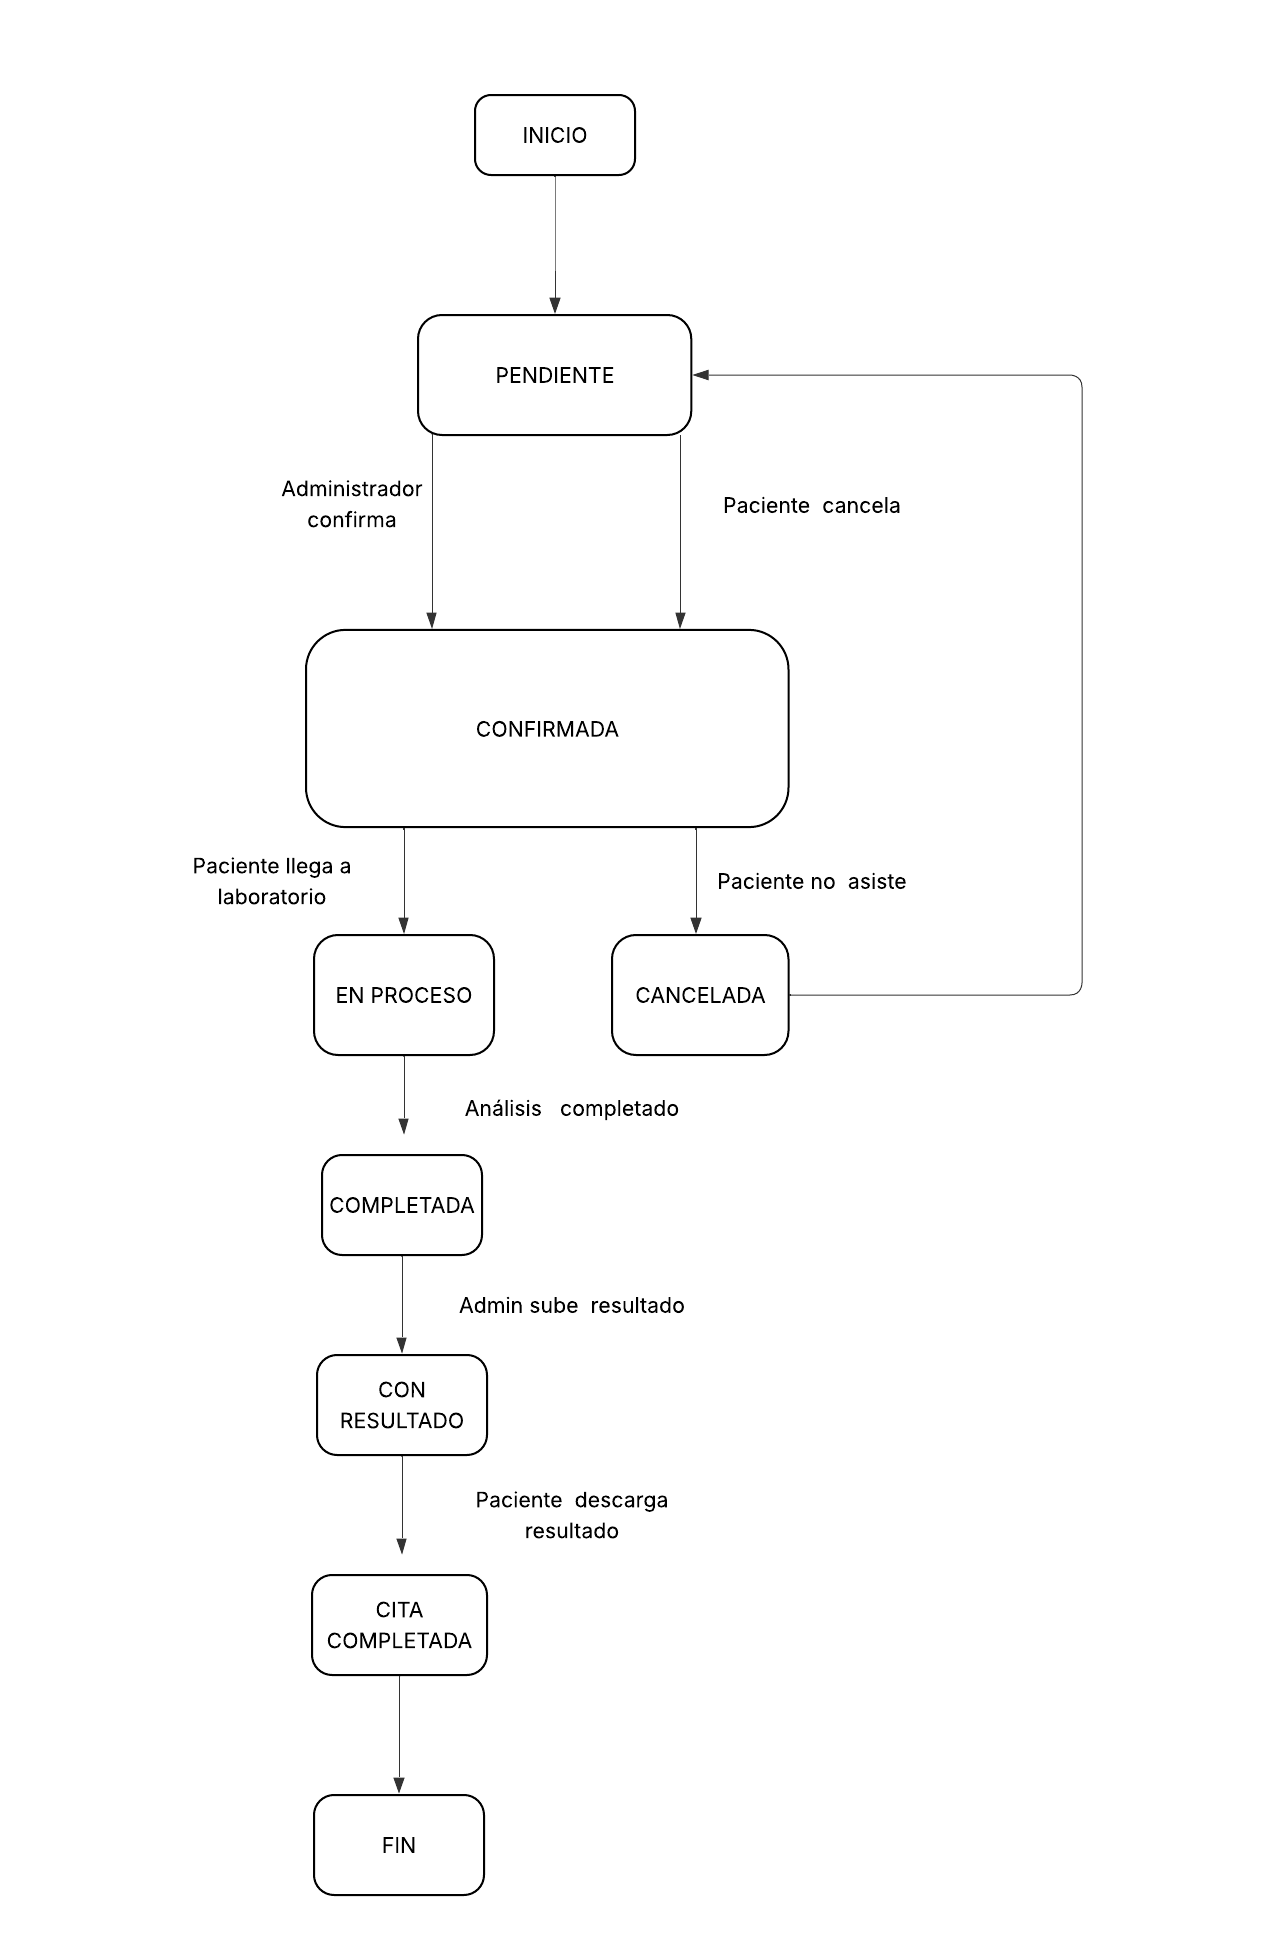 INICIO
PENDIENTE
Administrador
confirma
Paciente cancela
CONFIRMADA
Paciente llega a
laboratorio
Paciente no asiste
EN PROCESO
CANCELADA
Análisis completado
COMPLETADA
Admin sube resultado
CON
RESULTADO
Paciente descarga
resultado
CITA
COMPLETADA
FIN